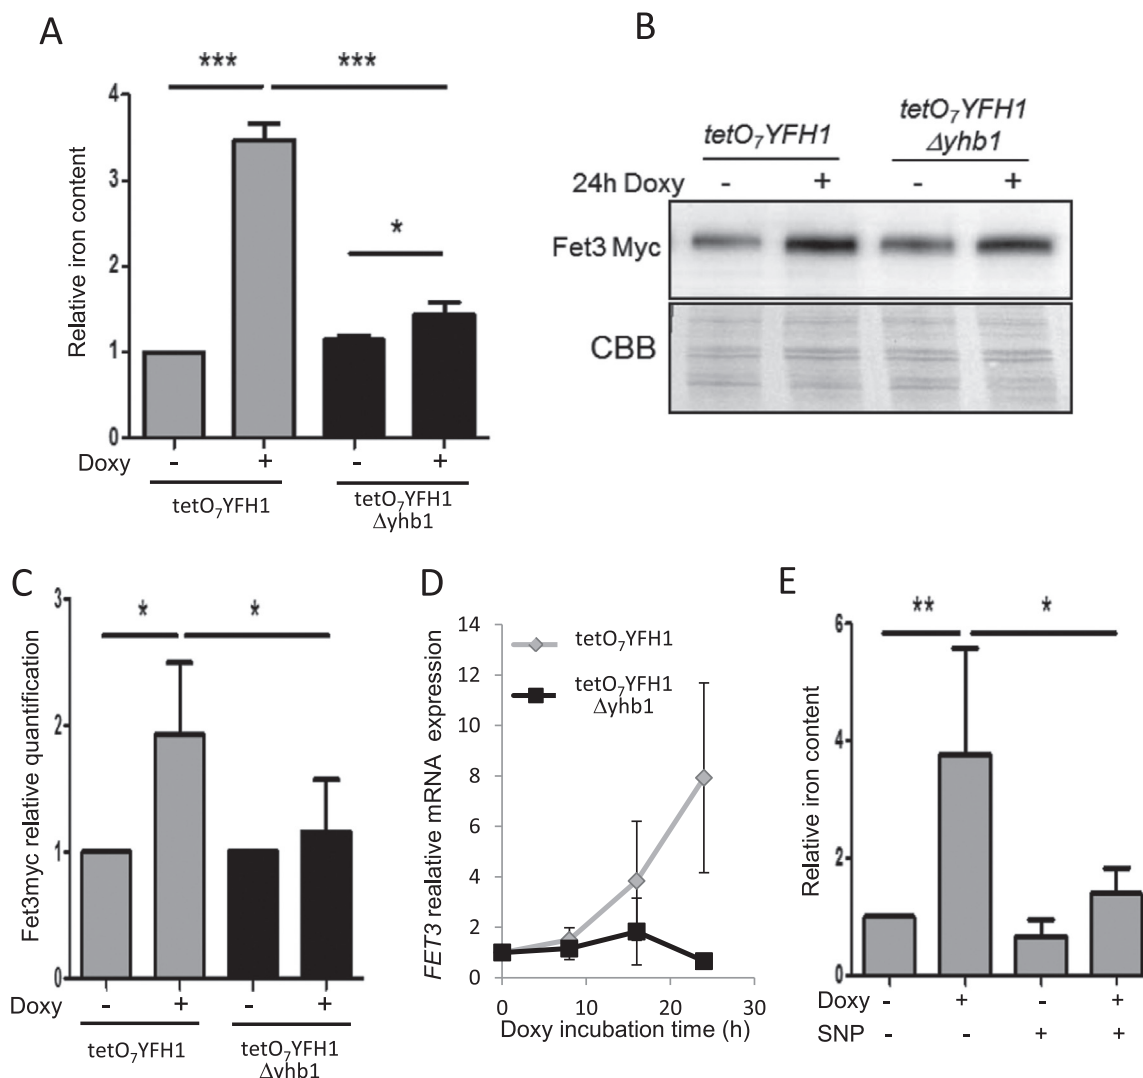 A
***
***
4
3
2
1
0
*
Relative iron content
Doxy - + - +
tetO₇YFH1
tetO₇YFH1
Δyhb1
B
tetO₇YFH1
tetO₇YFH1
Δyhb1
24h Doxy - + - +
Fet3 Myc
CBB
C
3
2
1
0
*
*
Fet3myc relative quantification
Doxy - + - +
tetO₇YFH1
tetO₇YFH1
Δyhb1
D
14
12
10
8
6
4
2
0
FET3 realative mRNA expression
tetO₇YFH1
tetO₇YFH1
Δyhb1
0 10 20 30
Doxy incubation time (h)
E
**
*
6
4
2
0
Relative iron content
Doxy - + - +
SNP - - + +